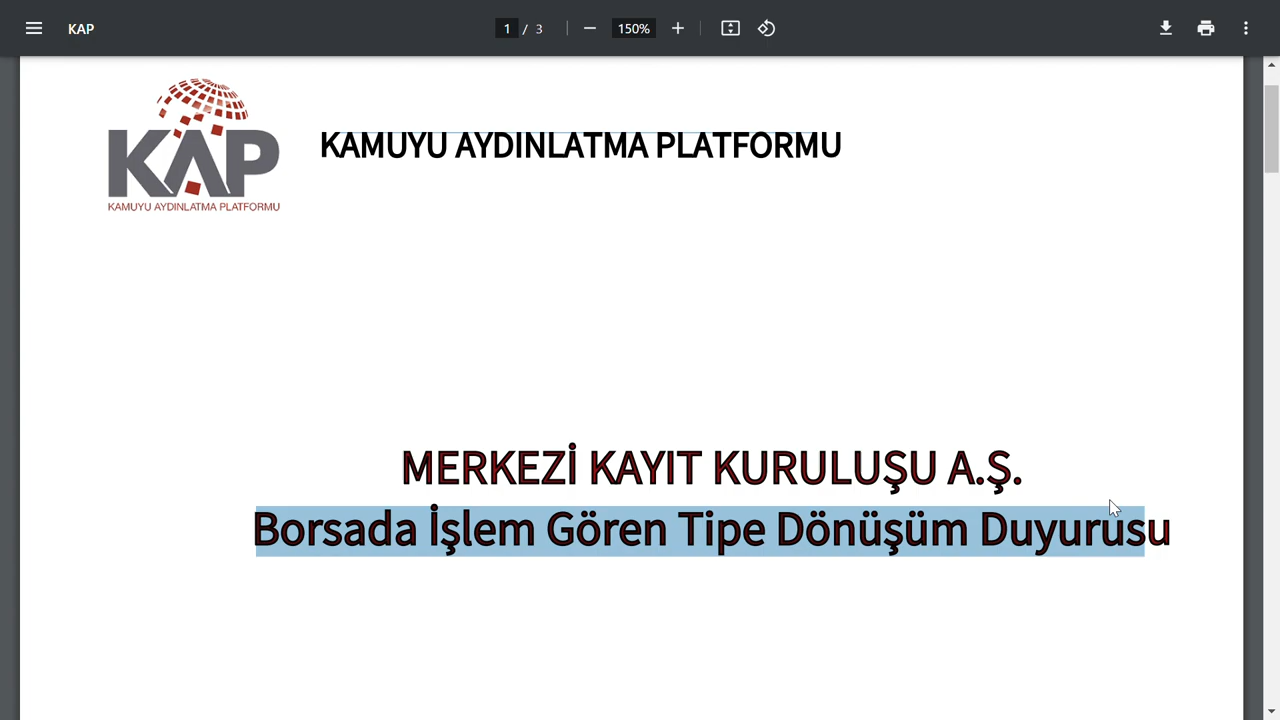 KAP
1 / 3
150%
KAP
KAMUYU AYDINLATMA PLATFORMU
KAMUYU AYDINLATMA PLATFORMU
MERKEZİ KAYIT KURULUŞU A.Ş.
Borsada İşlem Gören Tipe Dönüşüm Duyurusu